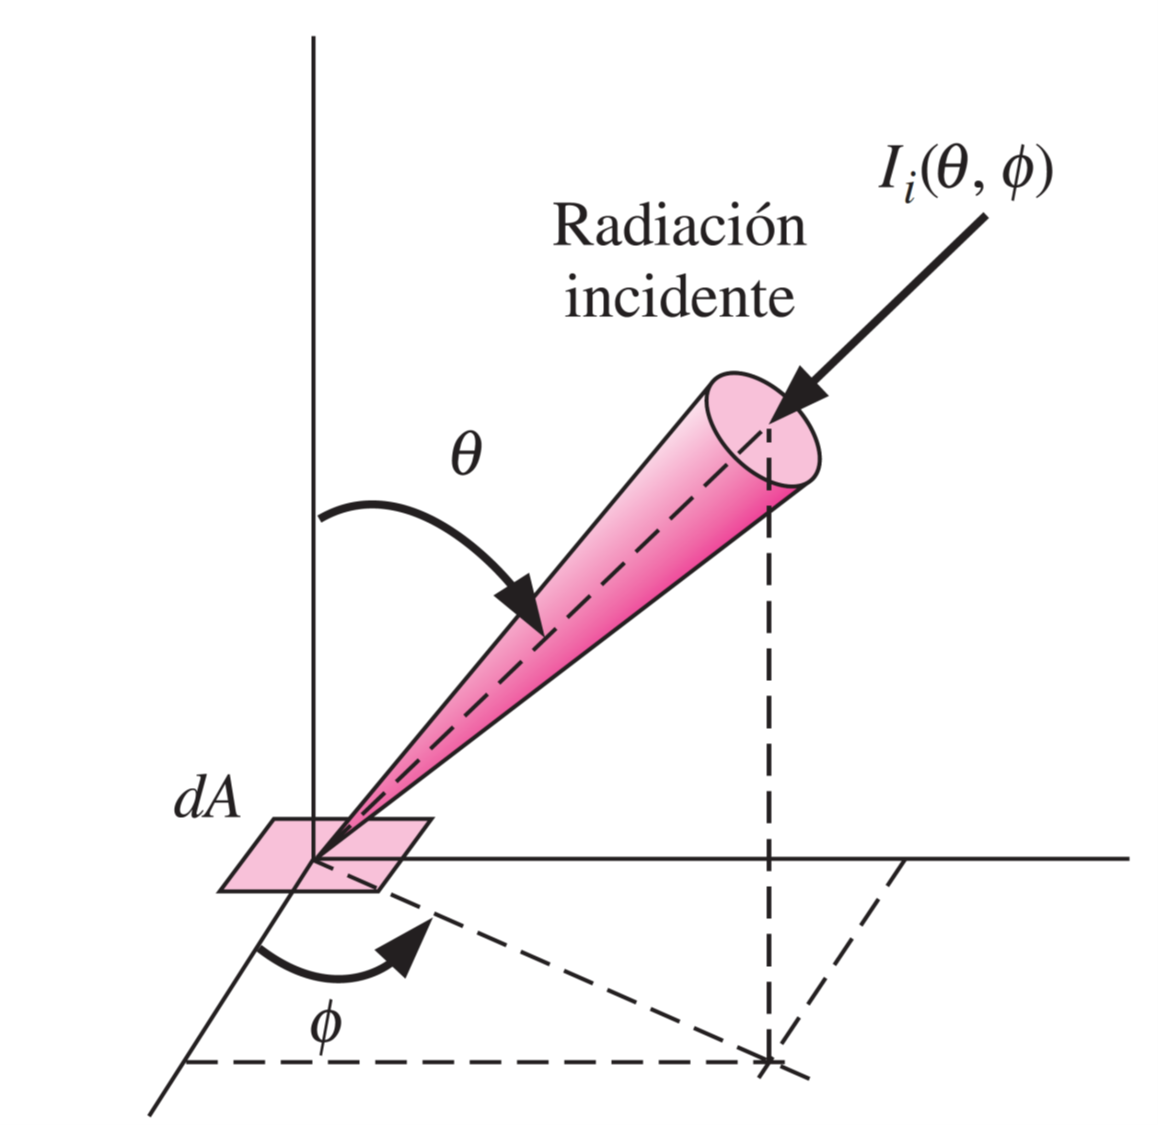 I_i(θ, ϕ)
Radiación
incidente
θ
dA
ϕ